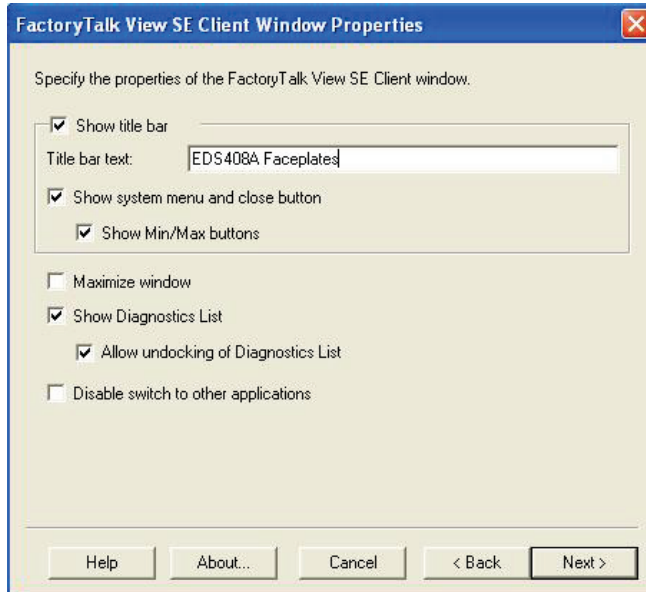 FactoryTalk View SE Client Window Properties
Specify the properties of the FactoryTalk View SE Client window.
Show title bar
Title bar text: EDS408A Faceplates
Show system menu and close button
Show Min/Max buttons
Maximize window
Show Diagnostics List
Allow undocking of Diagnostics List
Disable switch to other applications
Help About... Cancel < Back Next >